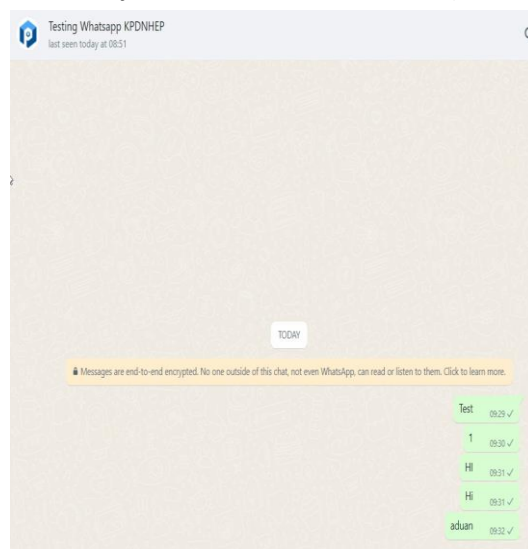 Testing Whatsapp KPDNHEP
last seen today at 08:51
TODAY
Messages are end-to-end encrypted. No one outside of this chat, not even WhatsApp, can read or listen to them. Click to learn more.
Test 09:29
1 09:30
HI 09:31
Hi 09:31
aduan 09:32